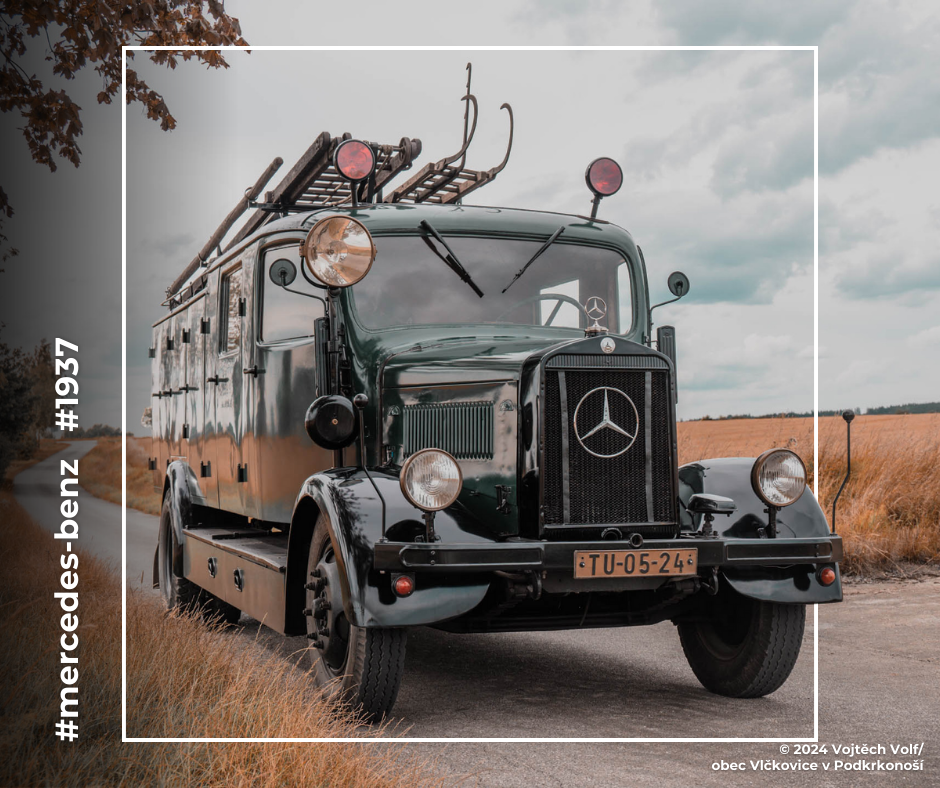 #mercedes-benz #1937
TU-05-24
© 2024 Vojtěch Volf/
obec Vlčkovice v Podkrkonoší